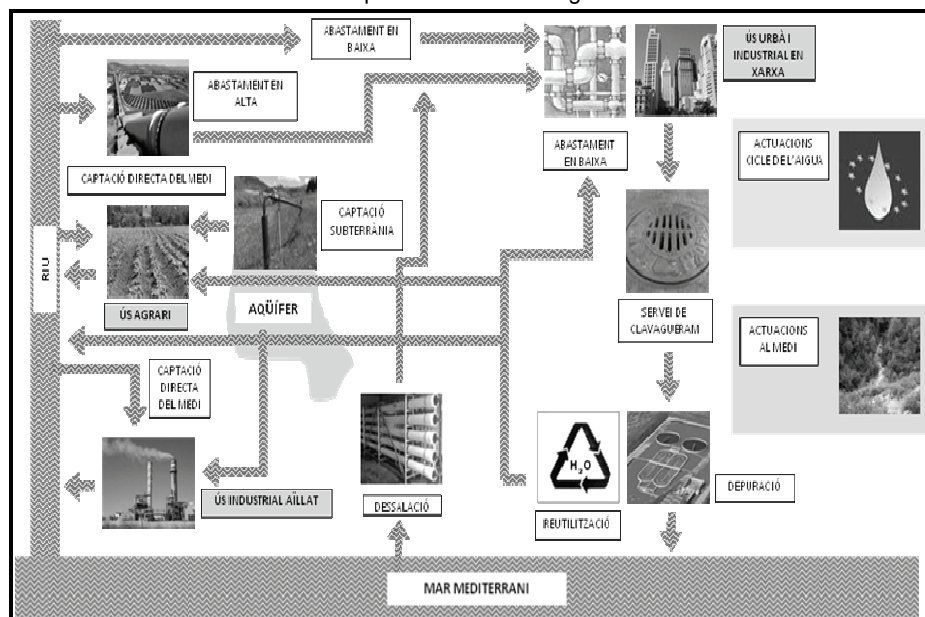 ABASTAMENT EN
BAIXA
ÚS URBÀ I
INDUSTRIAL EN
XARXA
ABASTAMENT EN
ALTA
ABASTAMENT
EN BAIXA
ACTUACIONS
CICLE DE L'AIGUA
CAPTACIÓ DIRECTA DEL MEDI
CAPTACIÓ
SUBTERRÀNIA
RIU
ÚS AGRARI
AQÜÍFER
SERVEI DE
CLAVAGUERAM
ACTUACIONS
AL MEDI
CAPTACIÓ
DIRECTA
DEL MEDI
H2O
ÚS INDUSTRIAL AÏLLAT
DESSALACIÓ
REUTILITZACIÓ
DEPURACIÓ
MAR MEDITERRANI